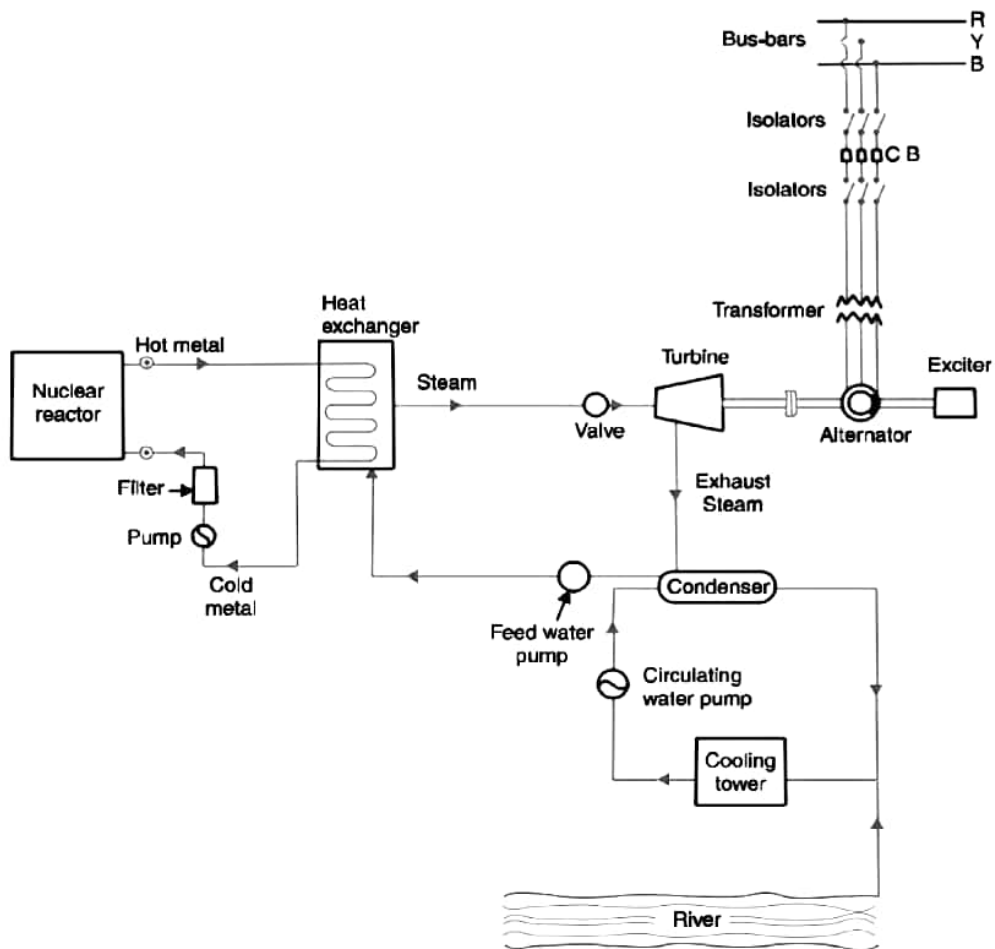 R
Bus-bars
Y
B
Isolators
C B
Isolators
Transformer
Heat
exchanger
Hot metal
Nuclear
reactor
Steam
Valve
Turbine
Exciter
Alternator
Filter
Pump
Cold
metal
Exhaust
Steam
Condenser
Feed water
pump
Circulating
water pump
Cooling
tower
River